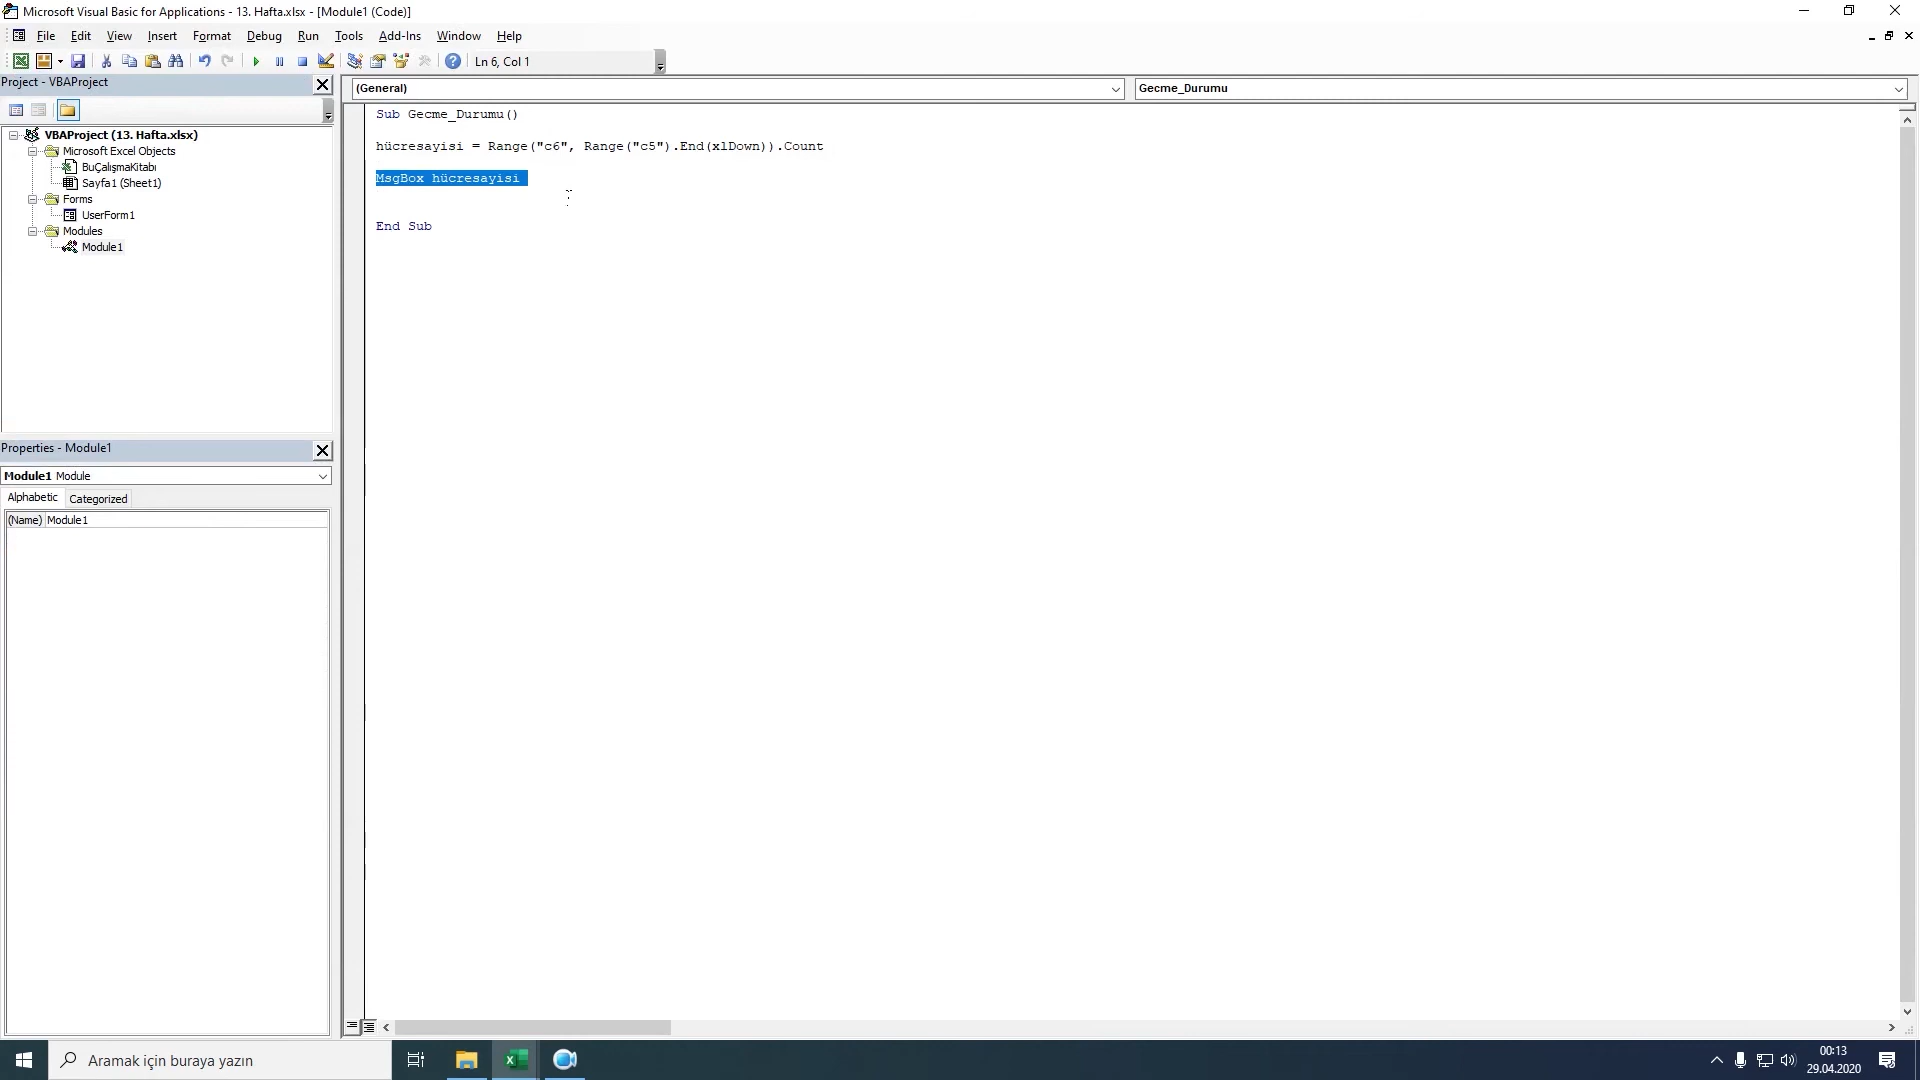 Microsoft Visual Basic for Applications - 13. Hafta.xlsx - [Module1 (Code)]
File Edit View Insert Format Debug Run Tools Add-Ins Window Help
Ln 6, Col 1
Project - VBAProject
VBAProject (13. Hafta.xlsx)
Microsoft Excel Objects
BuÇalışmaKitabı
Sayfa1 (Sheet1)
Forms
UserForm1
Modules
Module1
Properties - Module1
Module1 Module
Alphabetic Categorized
(Name) Module1
(General) Gecme_Durumu
Sub Gecme_Durumu()
hücresayisi = Range("c6", Range("c5").End(xlDown)).Count
MsgBox hücresayisi
End Sub
Aramak için buraya yazın
00:13
29.04.2020